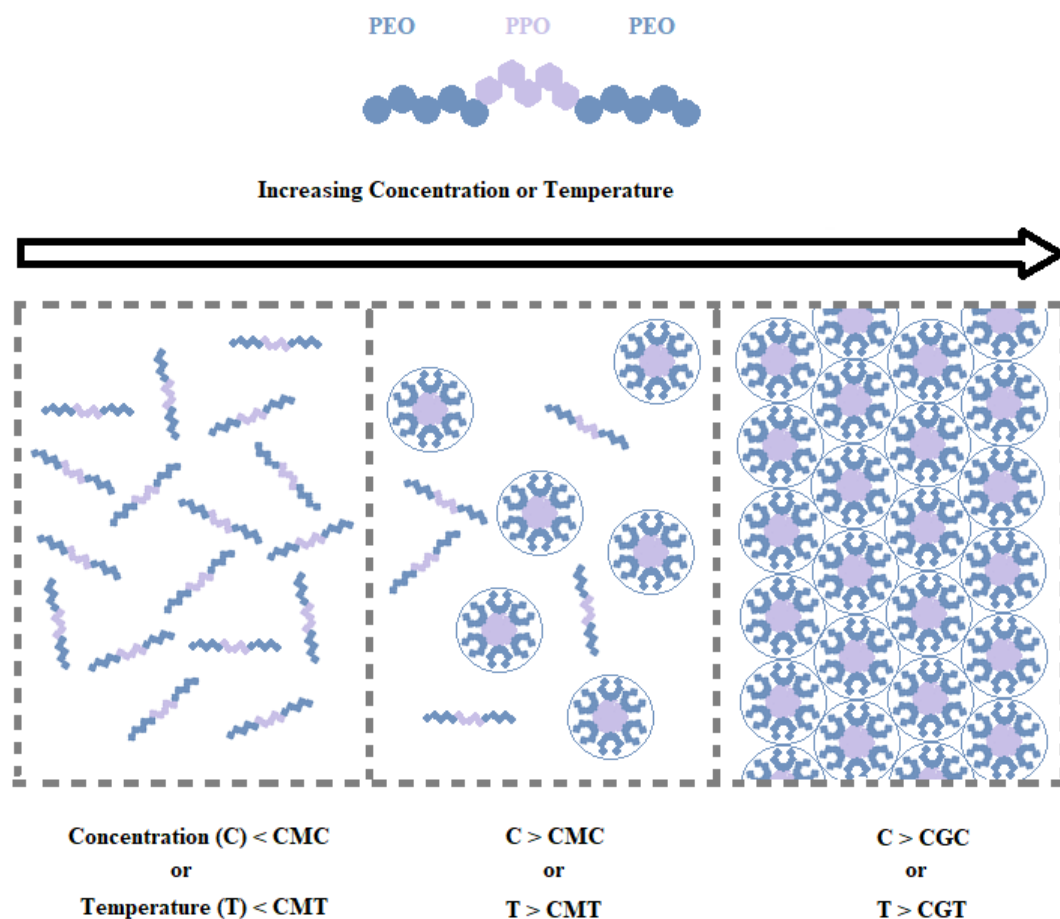 PEO PPO PEO
Increasing Concentration or Temperature
Concentration (C) < CMC
or
Temperature (T) < CMT
C > CMC
or
T > CMT
C > CGC
or
T > CGT